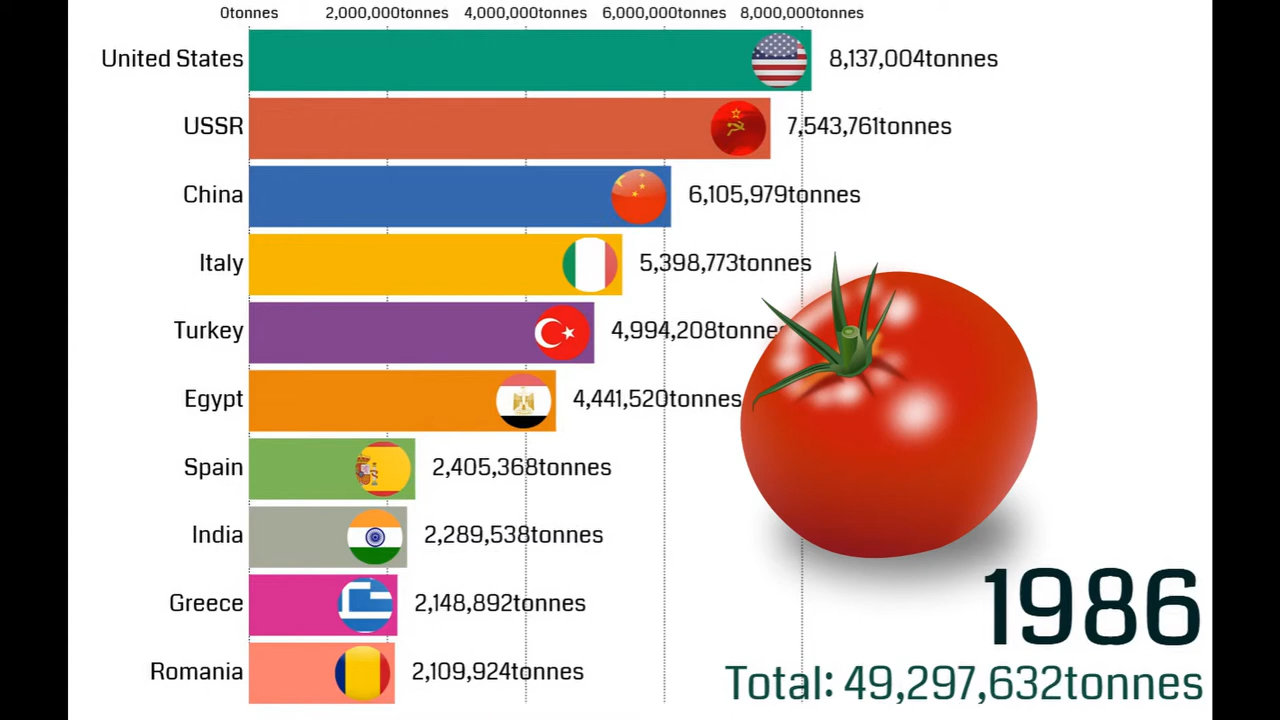 0tonnes 2,000,000tonnes 4,000,000tonnes 6,000,000tonnes 8,000,000tonnes
United States 8,137,004tonnes
USSR 7,543,761tonnes
China 6,105,979tonnes
Italy 5,398,773tonnes
Turkey 4,994,208tonnes
Egypt 4,441,520tonnes
Spain 2,405,368tonnes
India 2,289,538tonnes
Greece 2,148,892tonnes
Romania 2,109,924tonnes
1986
Total: 49,297,632tonnes